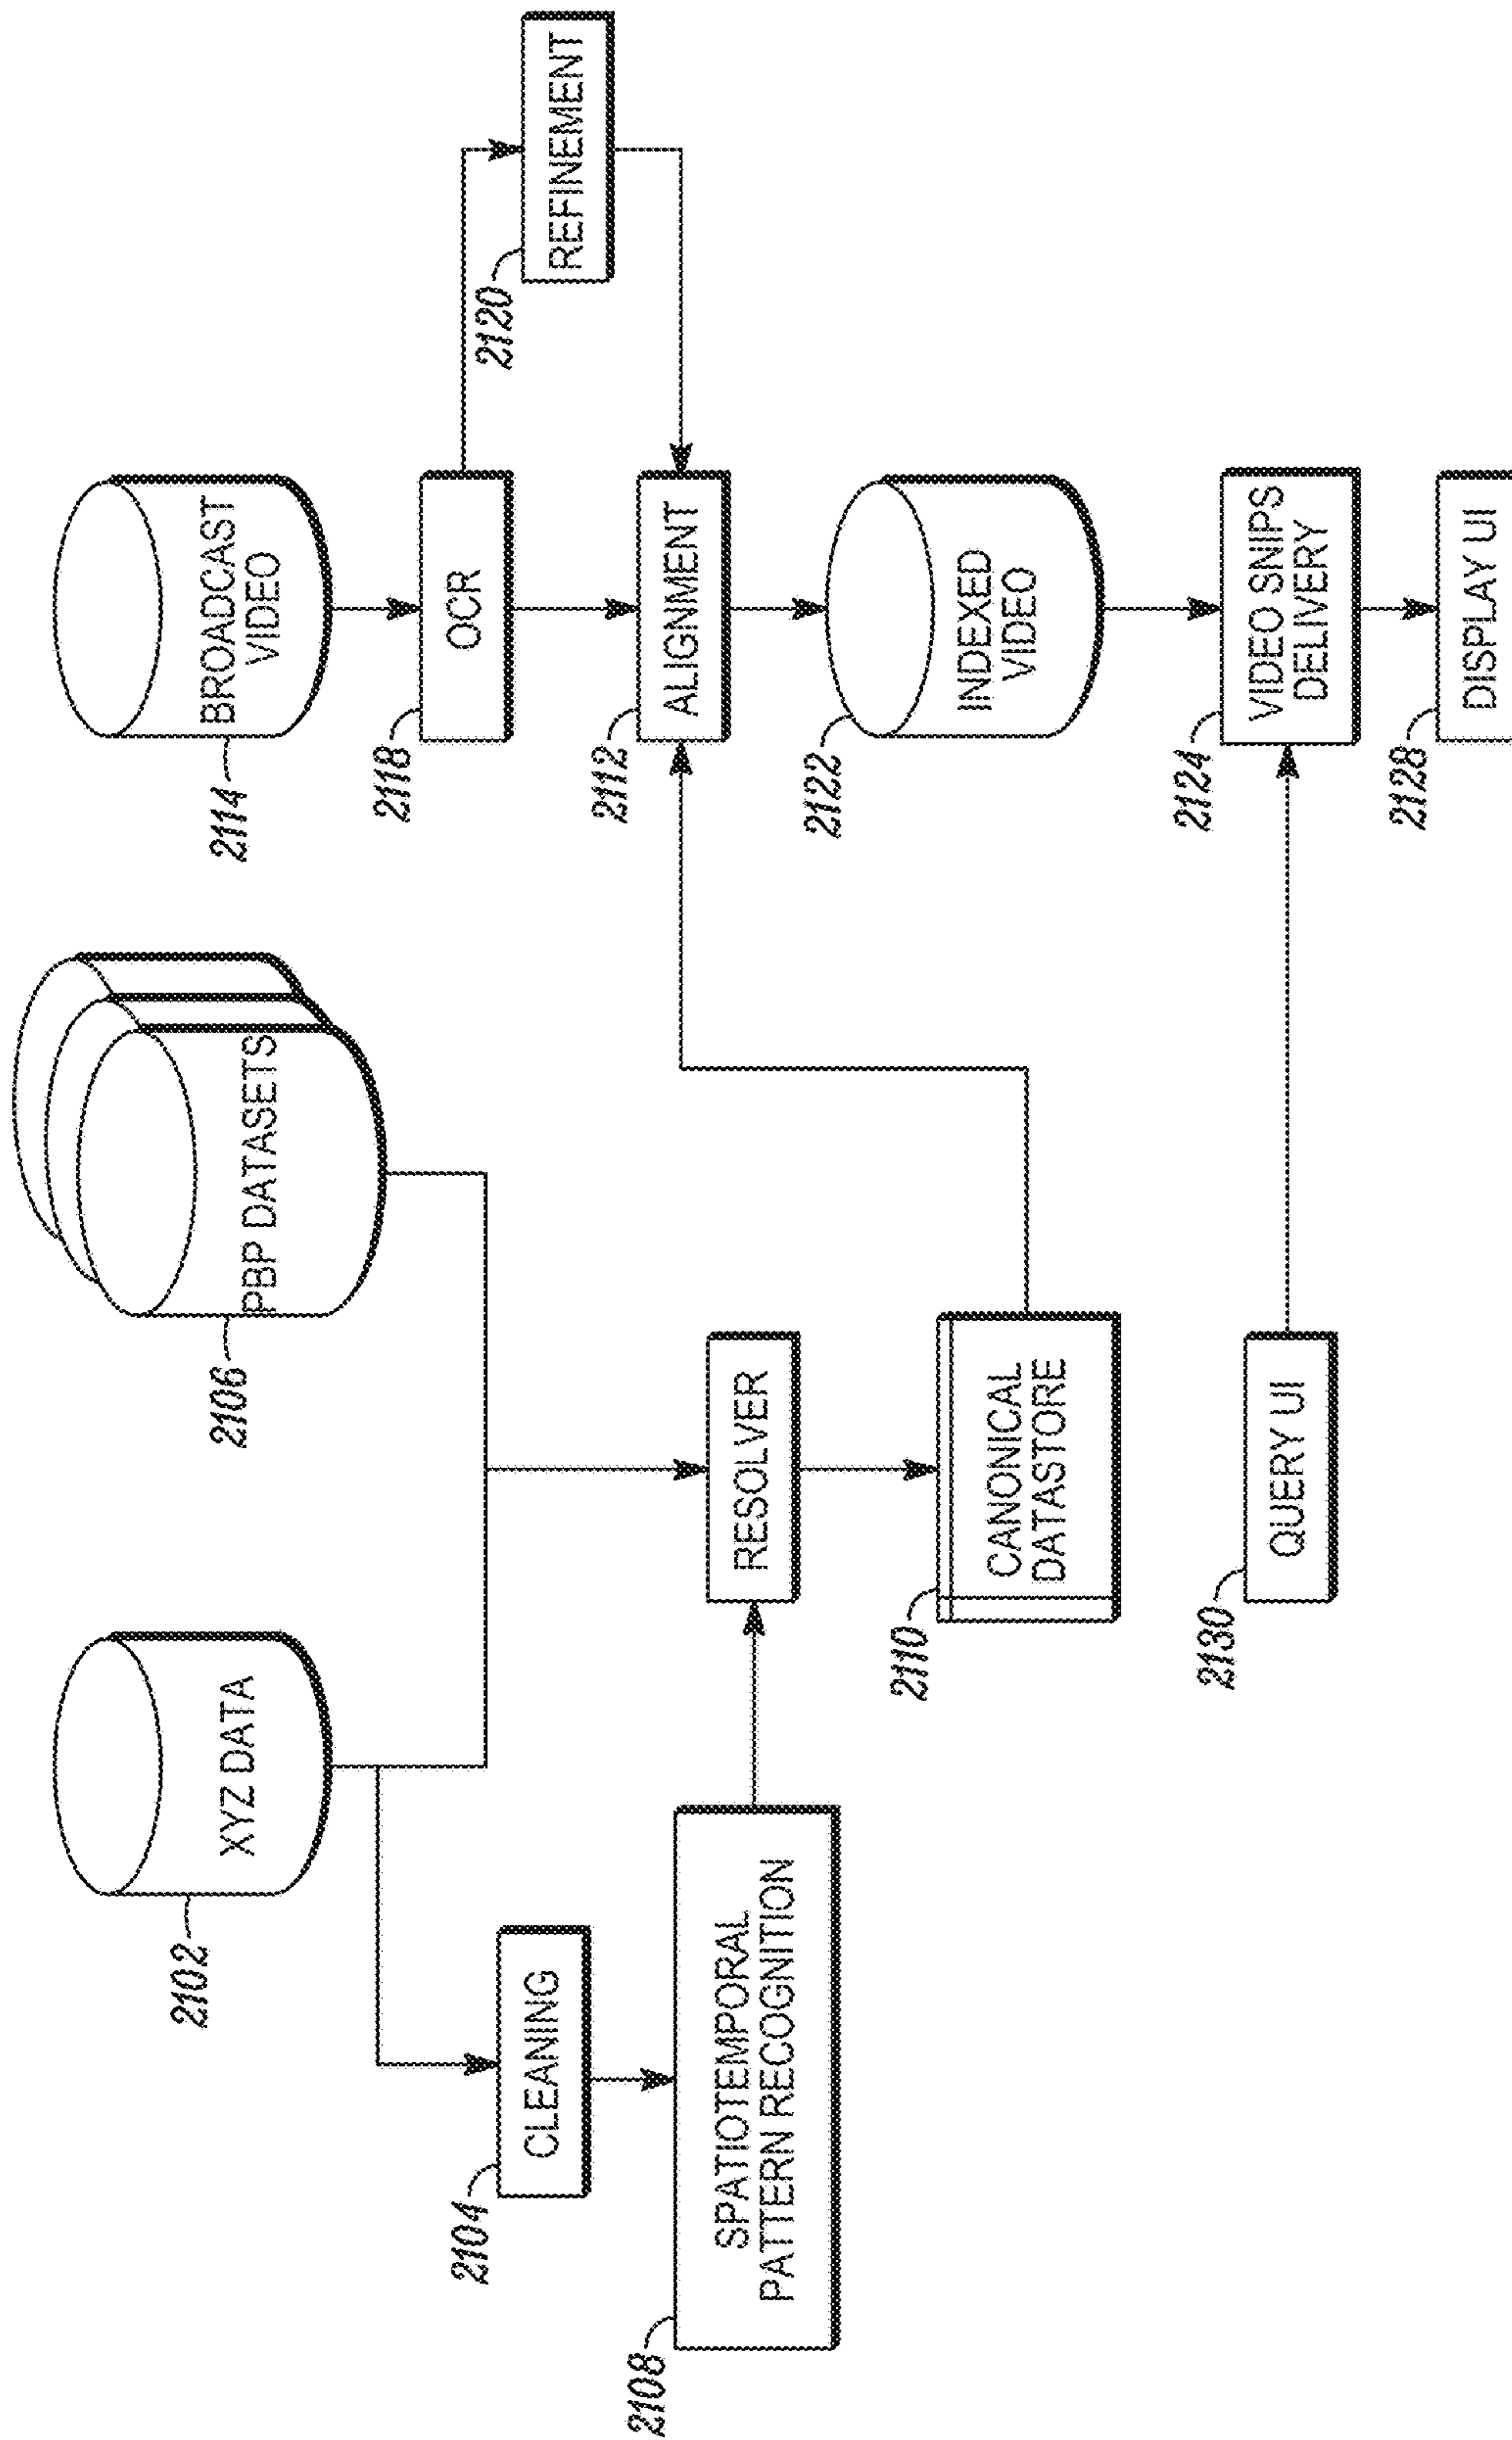 2102
XYZ DATA
2106
PBP DATASETS
2114
BROADCAST
VIDEO
2104
CLEANING
2118
OCR
2120
REFINEMENT
2108
SPATIOTEMPORAL
PATTERN RECOGNITION
RESOLVER
2112
ALIGNMENT
2110
CANONICAL
DATASTORE
2122
INDEXED
VIDEO
2130
QUERY UI
2124
VIDEO SNIPS
DELIVERY
2128
DISPLAY UI